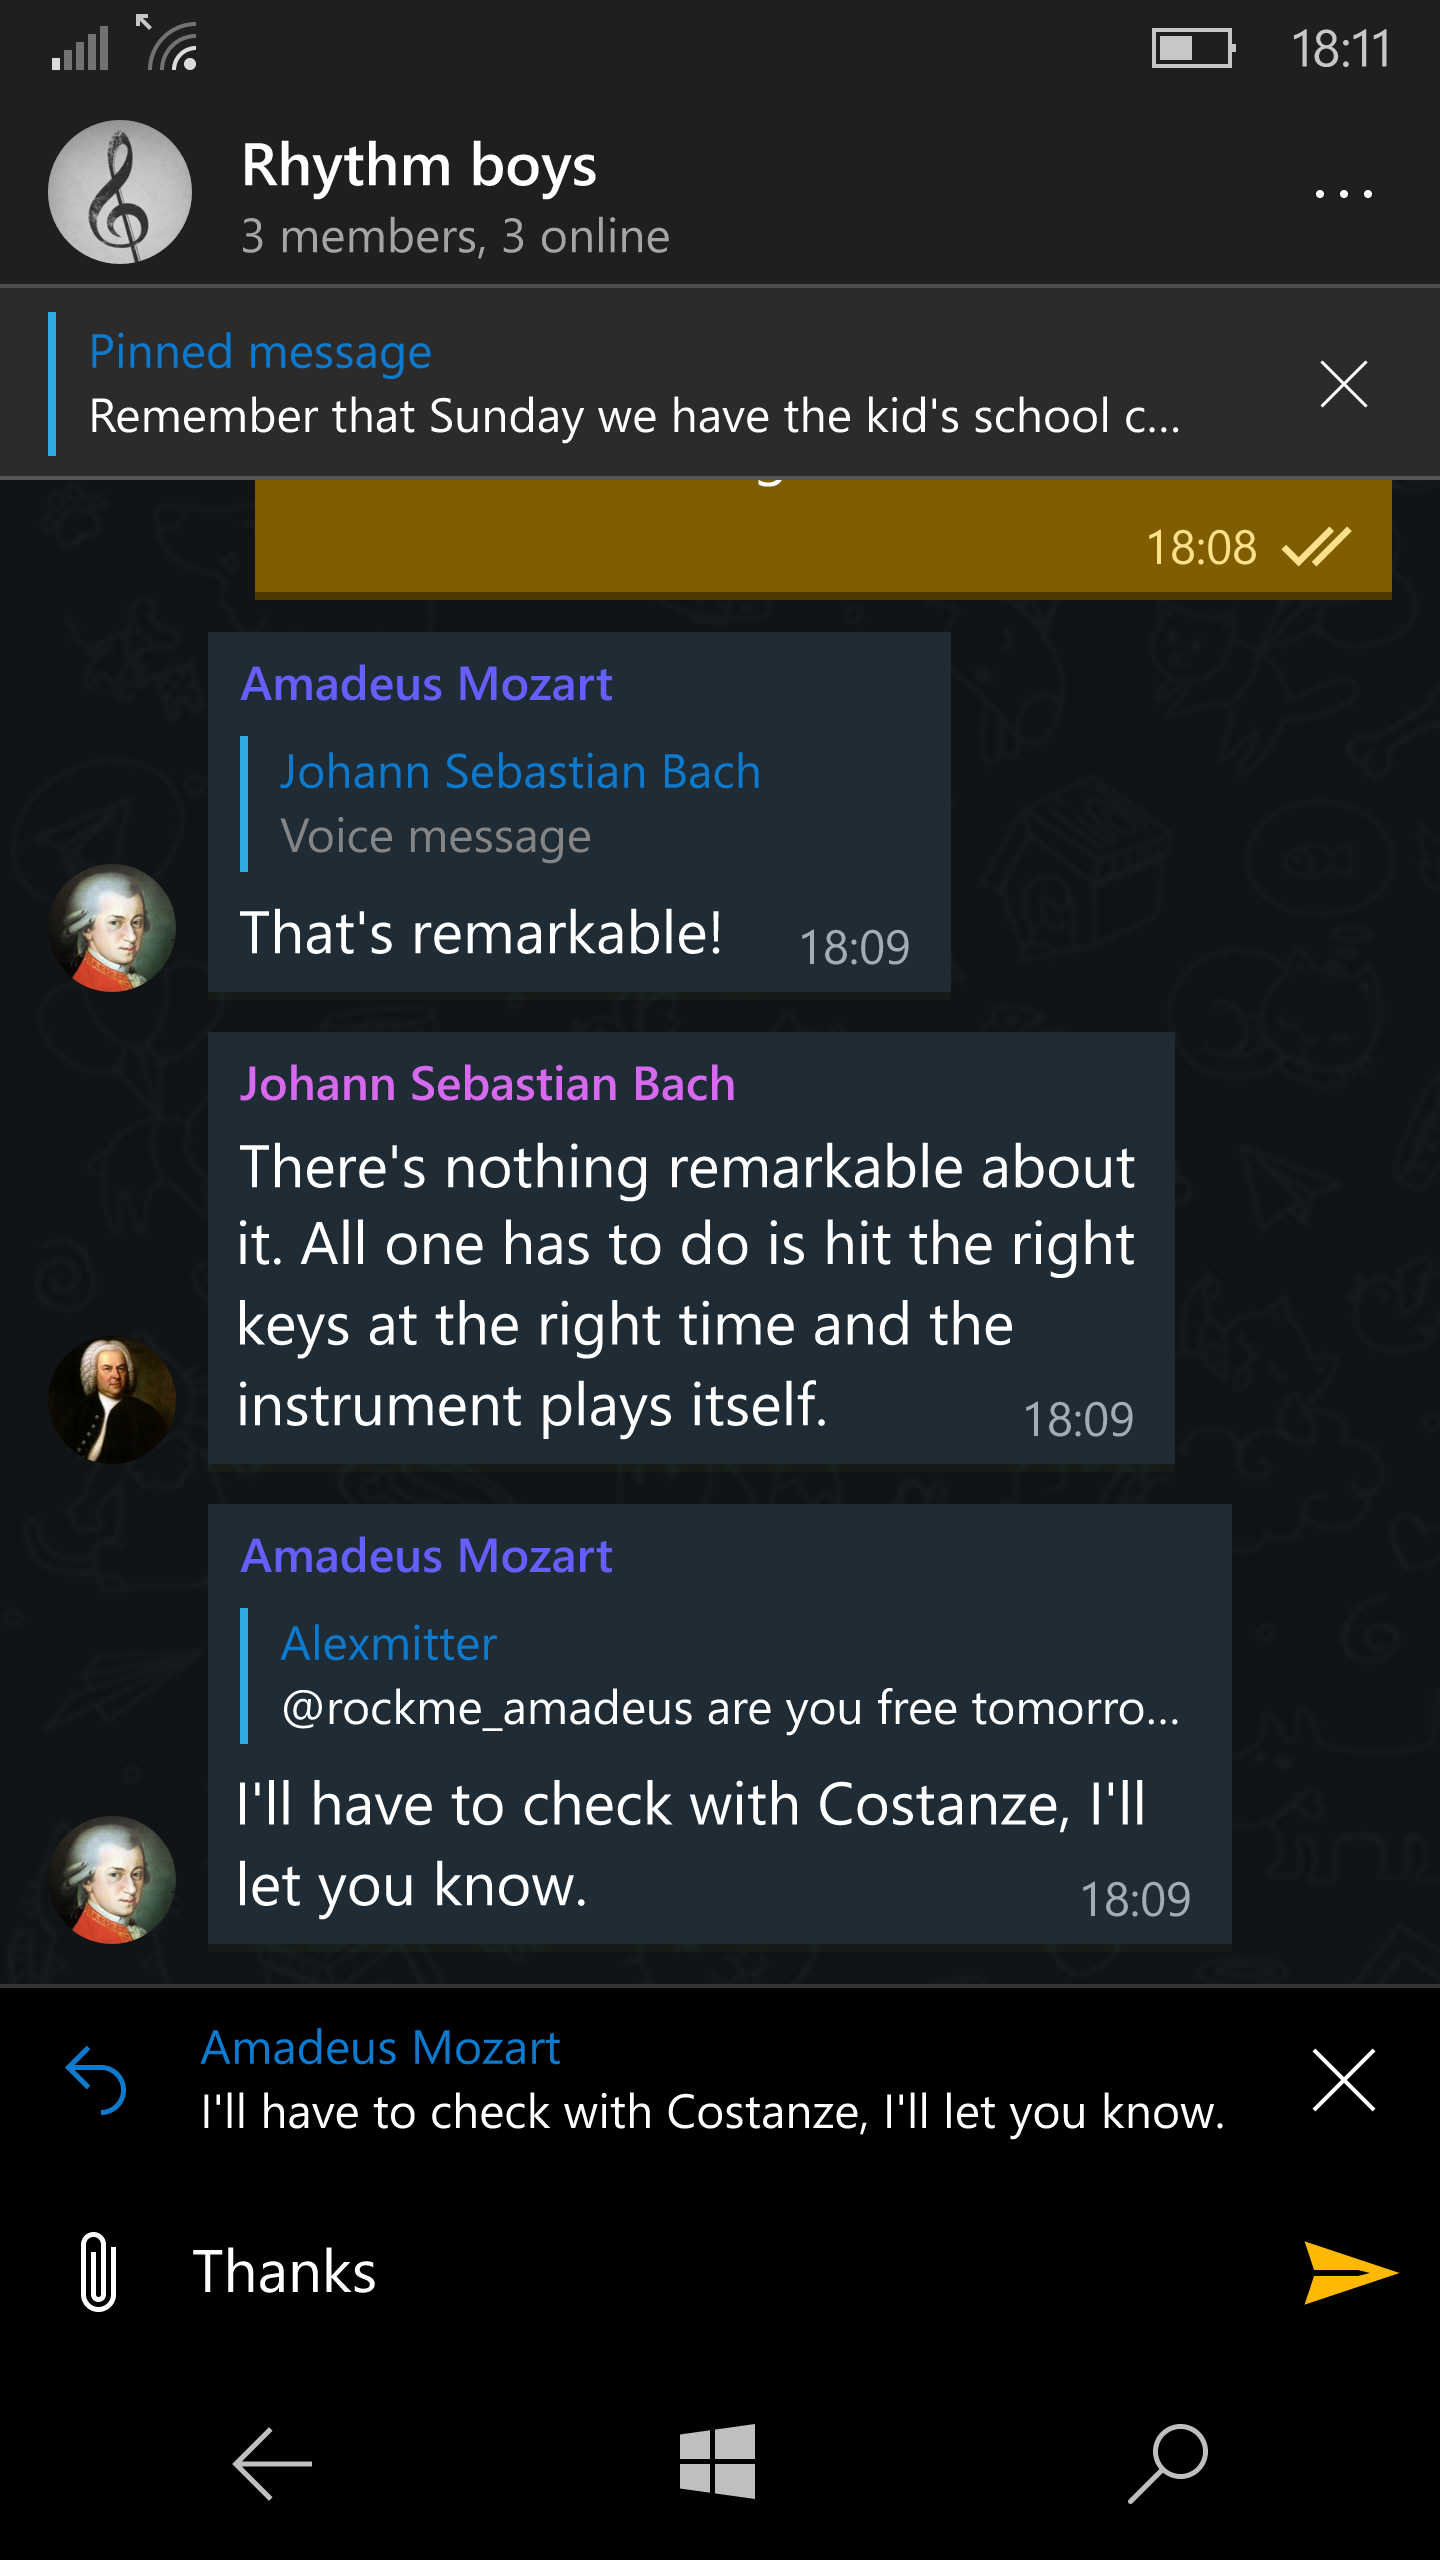 18:11
Rhythm boys
3 members, 3 online
Pinned message
Remember that Sunday we have the kid's school c...
18:08
Amadeus Mozart
Johann Sebastian Bach
Voice message
That's remarkable!
18:09
Johann Sebastian Bach
There's nothing remarkable about
it. All one has to do is hit the right
keys at the right time and the
instrument plays itself.
18:09
Amadeus Mozart
Alexmitter
@rockme_amadeus are you free tomorro...
I'll have to check with Costanze, I'll
let you know.
18:09
Amadeus Mozart
I'll have to check with Costanze, I'll let you know.
Thanks